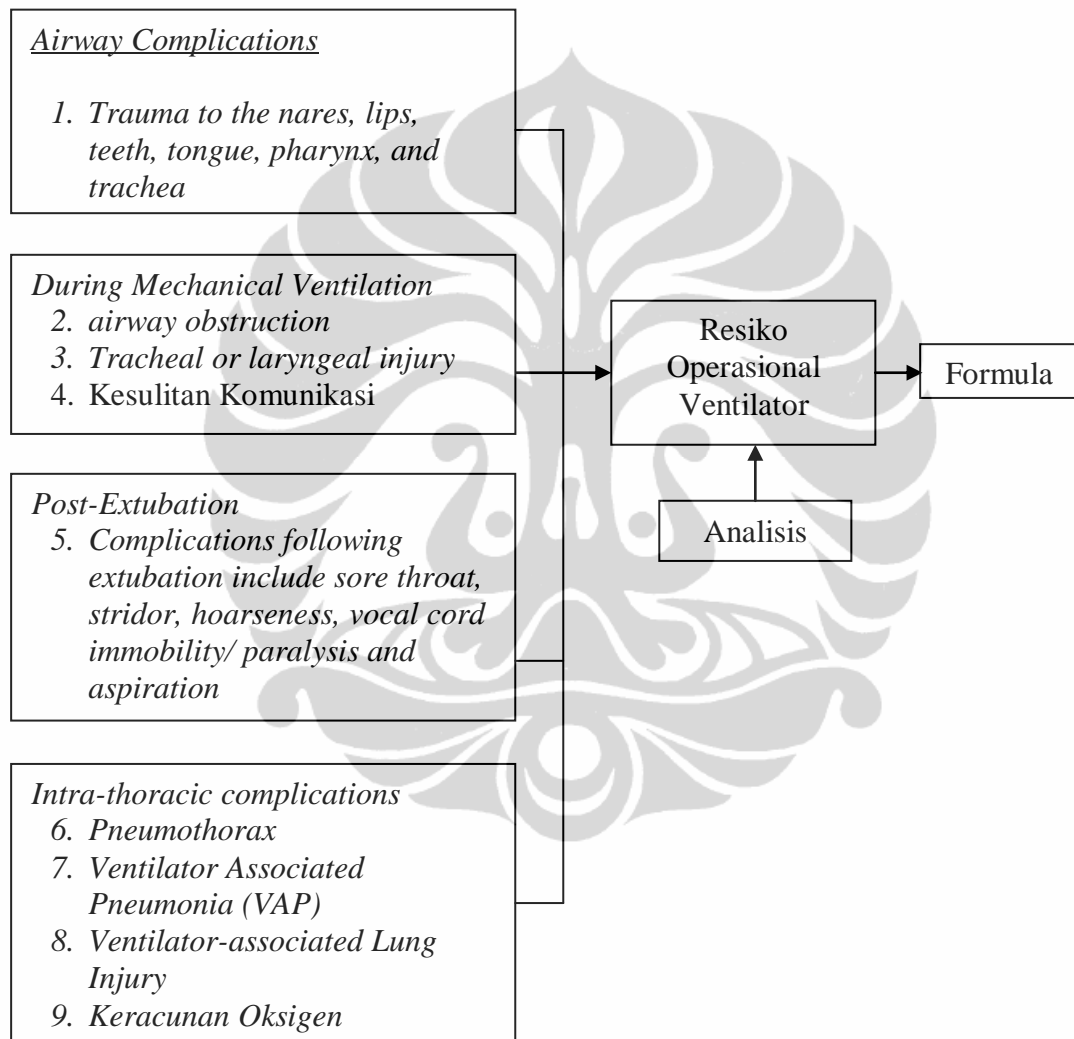 Airway Complications
1. Trauma to the nares, lips,
teeth, tongue, pharynx, and
trachea
During Mechanical Ventilation
2. airway obstruction
3. Tracheal or laryngeal injury
4. Kesulitan Komunikasi
Post-Extubation
5. Complications following
extubation include sore throat,
stridor, hoarseness, vocal cord
immobility/ paralysis and
aspiration
Intra-thoracic complications
6. Pneumothorax
7. Ventilator Associated
Pneumonia (VAP)
8. Ventilator-associated Lung
Injury
9. Keracunan Oksigen
Resiko
Operasional
Ventilator
Analisis
Formula